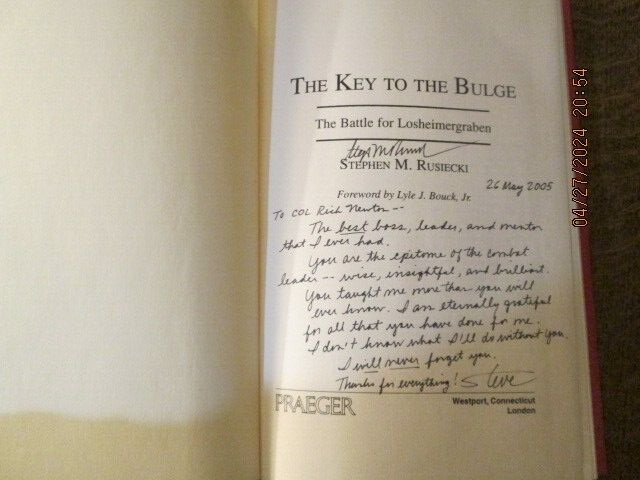 THE KEY TO THE BULGE
The Battle for Losheimergraben
STEPHEN M. RUSIECKI
26 May 2005
Foreword by Lyle J. Bouck, Jr.
To COL Rich Newton --
The best boss, leader, and mentor
that I ever had.
You are the epitome of the combat
leader -- wise, insightful, and brilliant.
You taught me more than you will
ever know. I am eternally grateful
for all that you have done for me.
I don't know what I'll do without you.
I will never forget you.
Thanks for everything! Steve
PRAEGER
Westport, Connecticut
London
04/27/2024 20:54